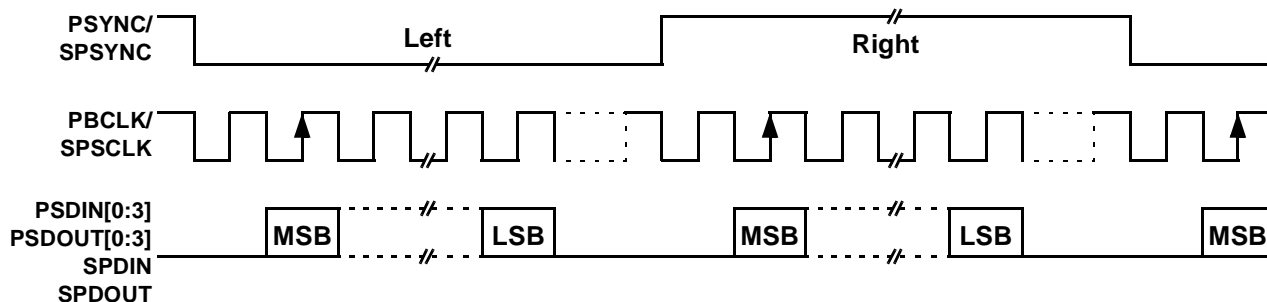 PSYNC/
SPSYNC
Left
Right
PBCLK/
SPSCLK
PSDIN[0:3]
PSDOUT[0:3]
SPDIN
SPDOUT
MSB
LSB
MSB
LSB
MSB